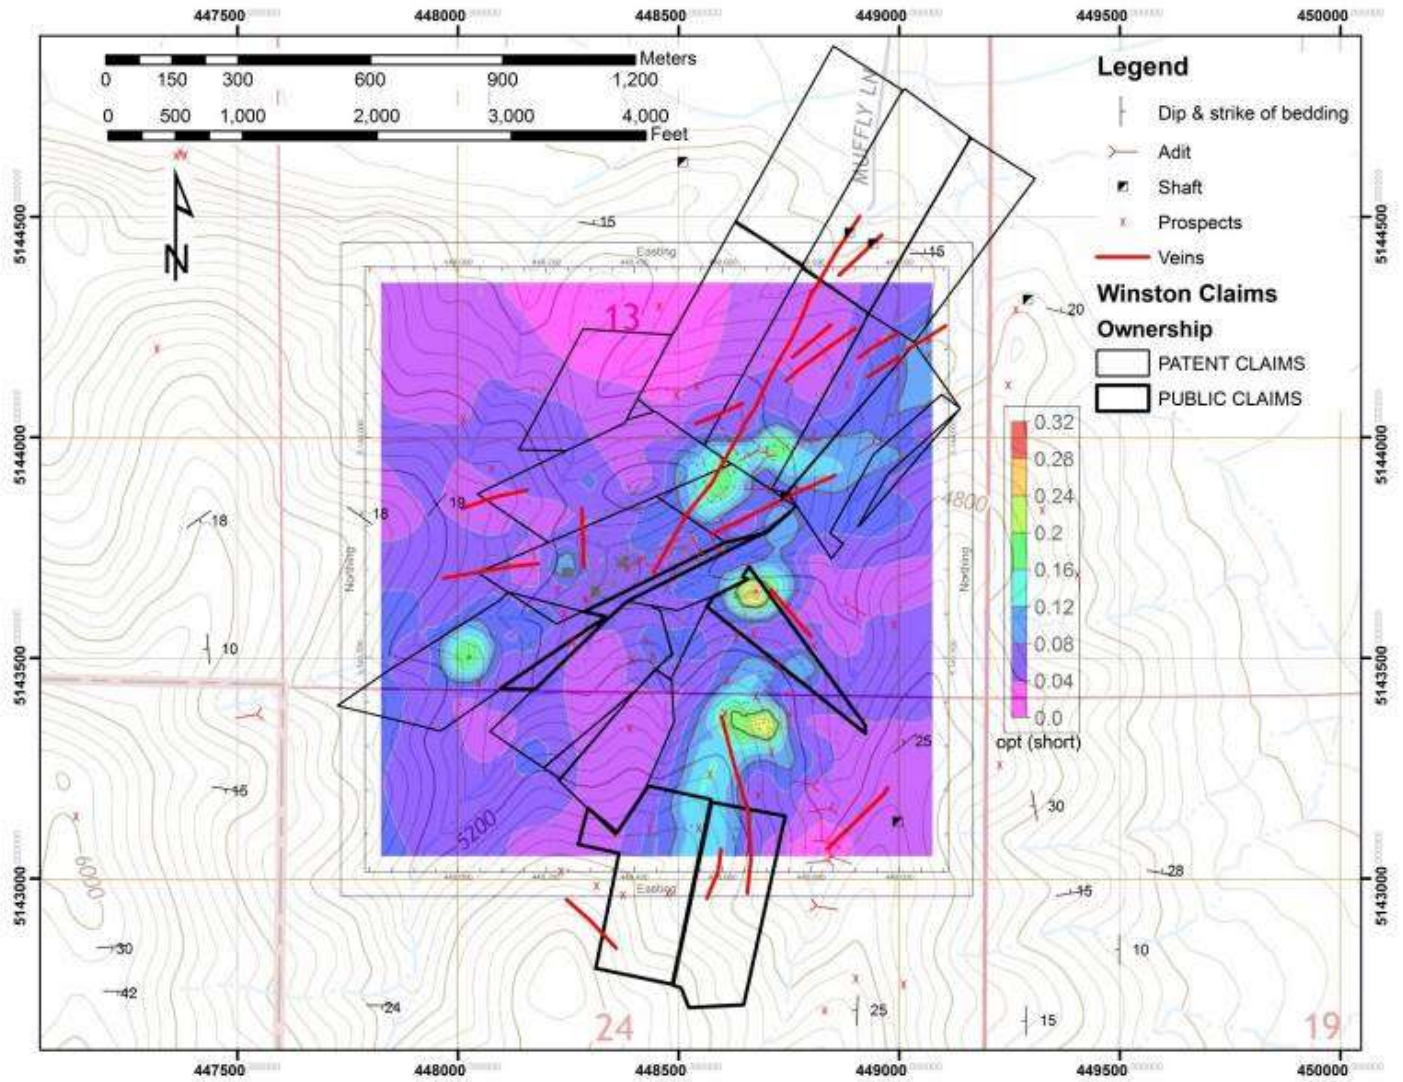 447500 448000 448500 449000 449500 450000
Meters
0 150 300 600 900 1,200
0 500 1,000 2,000 3,000 4,000
Feet
N
MUFFLY LN
Legend
Dip & strike of bedding
Adit
Shaft
Prospects
Veins
Winston Claims
Ownership
PATENT CLAIMS
PUBLIC CLAIMS
5144500 5144500
15
15
Easting
13
20
0.32
0.28
0.24
0.2
0.16
0.12
0.08
0.04
0.0
opt (short)
5144000 5144000
4800
19
18
18
Northing Northing
10
5143500 5143500
25
15
30
5200
6000
28
15
Easting
5143000 5143000
30
10
42
24
25
15
24
19
447500 448000 448500 449000 449500 450000